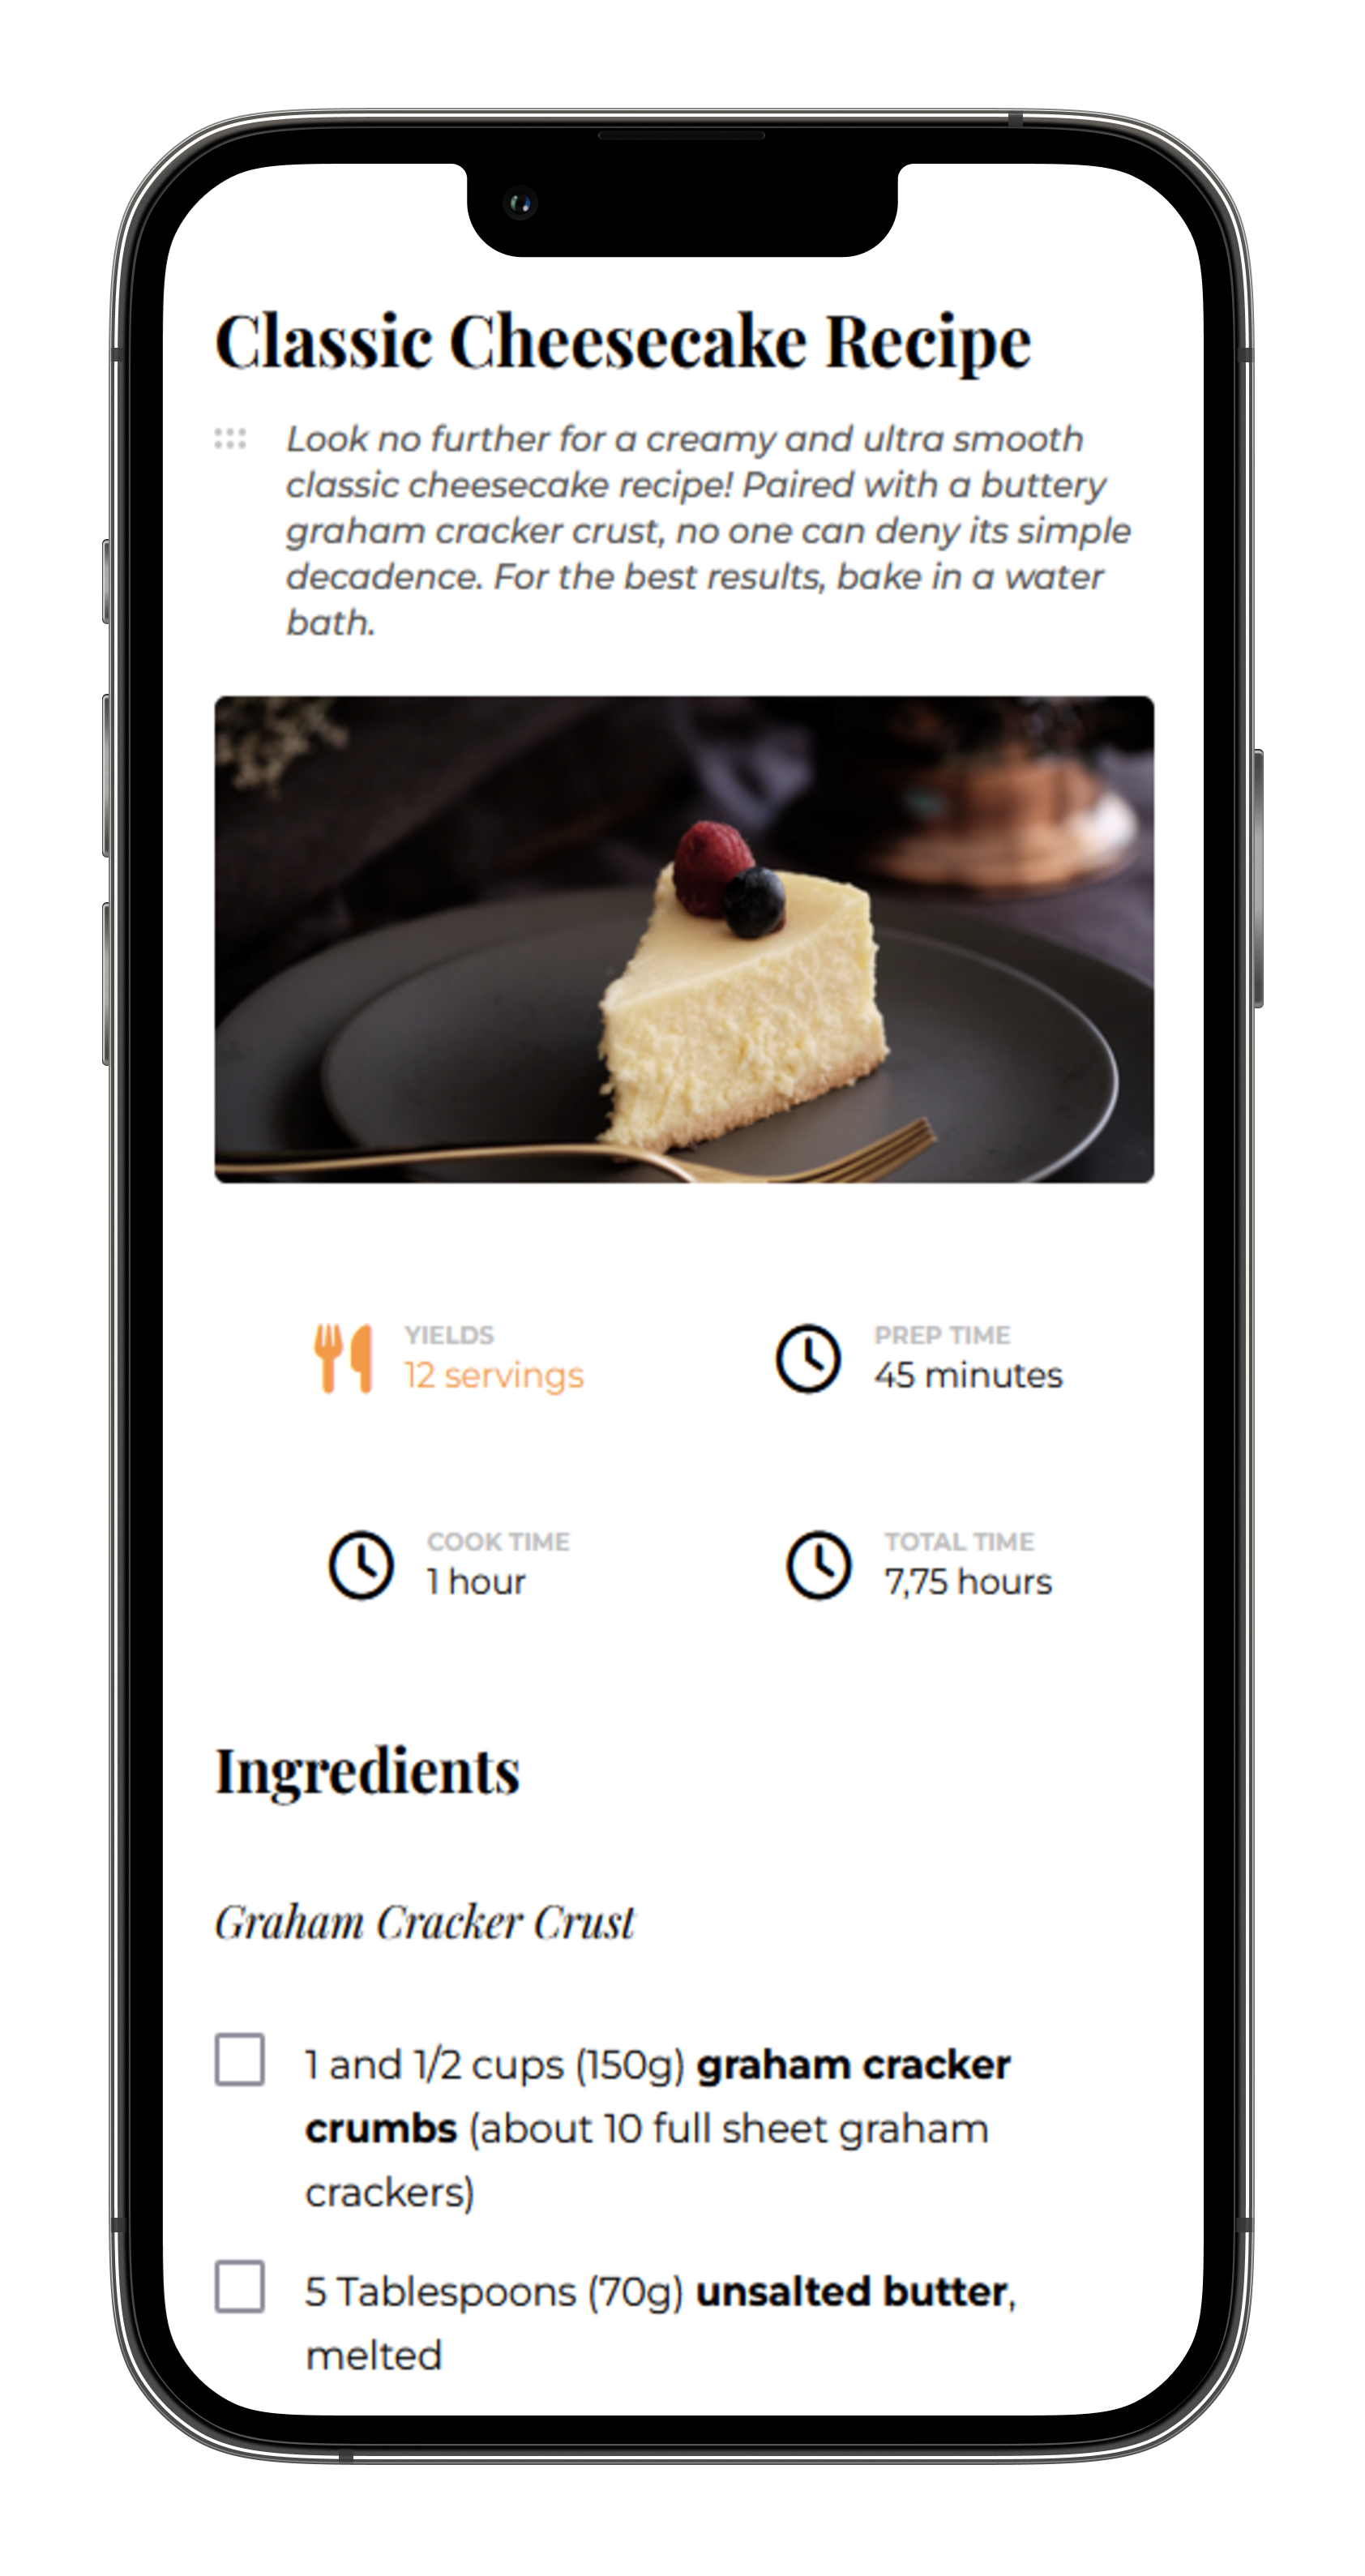 Classic Cheesecake Recipe
Look no further for a creamy and ultra smooth
classic cheesecake recipe! Paired with a buttery
graham cracker crust, no one can deny its simple
decadence. For the best results, bake in a water
bath.
YIELDS
12 servings
PREP TIME
45 minutes
COOK TIME
1 hour
TOTAL TIME
7,75 hours
Ingredients
Graham Cracker Crust
1 and 1/2 cups (150g) graham cracker
crumbs (about 10 full sheet graham
crackers)
5 Tablespoons (70g) unsalted butter,
melted